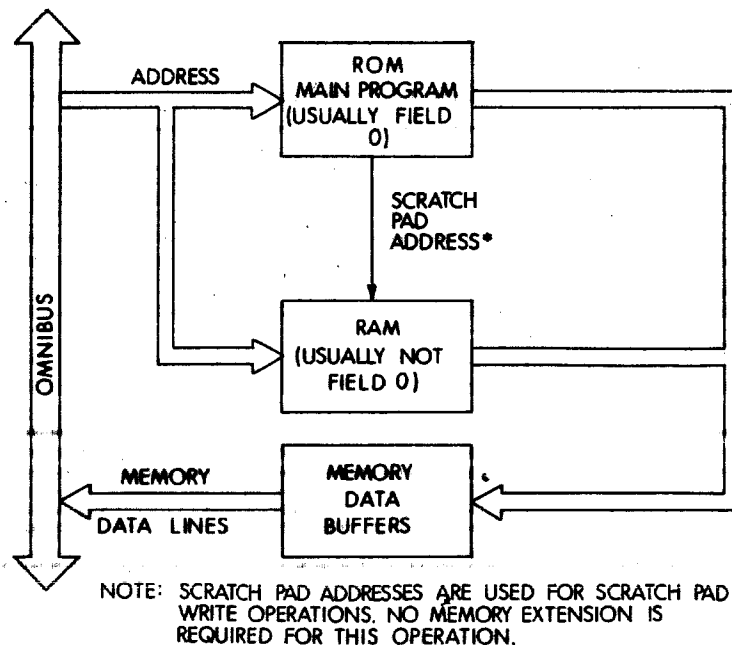 ADDRESS
ROM
MAIN PROGRAM
(USUALLY FIELD
0)
SCRATCH
PAD
ADDRESS*
OMNIBUS
RAM
(USUALLY NOT
FIELD 0)
MEMORY
DATA LINES
MEMORY
DATA
BUFFERS
NOTE: SCRATCH PAD ADDRESSES ARE USED FOR SCRATCH PAD
WRITE OPERATIONS. NO MEMORY EXTENSION IS
REQUIRED FOR THIS OPERATION.